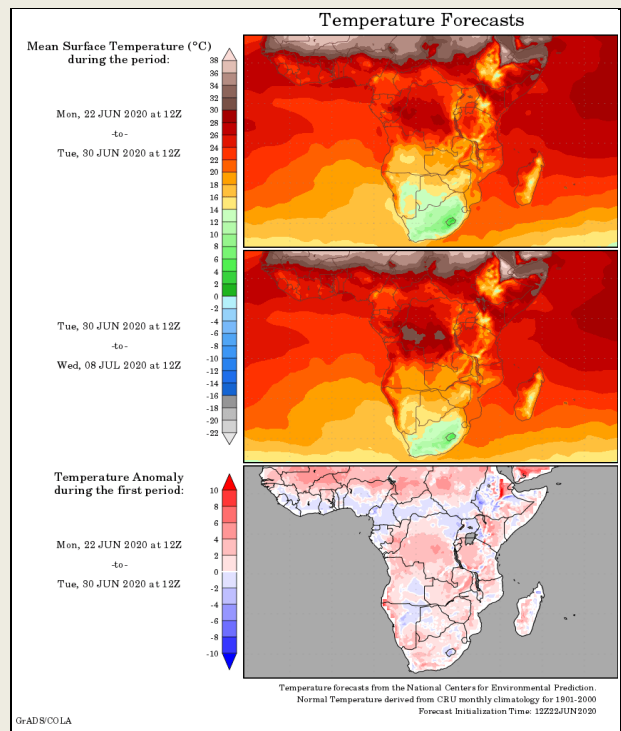 Temperature Forecasts
Mean Surface Temperature (°C)
during the period:
Mon, 22 JUN 2020 at 12Z
-to-
Tue, 30 JUN 2020 at 12Z
38
36
34
32
30
28
26
24
22
20
18
16
14
12
10
8
6
4
2
0
-2
-4
-6
-8
-10
-12
-14
-16
-18
-20
-22
Tue, 30 JUN 2020 at 12Z
-to-
Wed, 08 JUL 2020 at 12Z
Temperature Anomaly
during the first period:
Mon, 22 JUN 2020 at 12Z
-to-
Tue, 30 JUN 2020 at 12Z
10
8
6
4
2
0
-2
-4
-6
-8
-10
Temperature forecasts from the National Centers for Environmental Prediction.
Normal Temperature derived from CRU monthly climatology for 1901-2000
Forecast Initialization Time: 12Z22JUN2020
GrADS/COLA